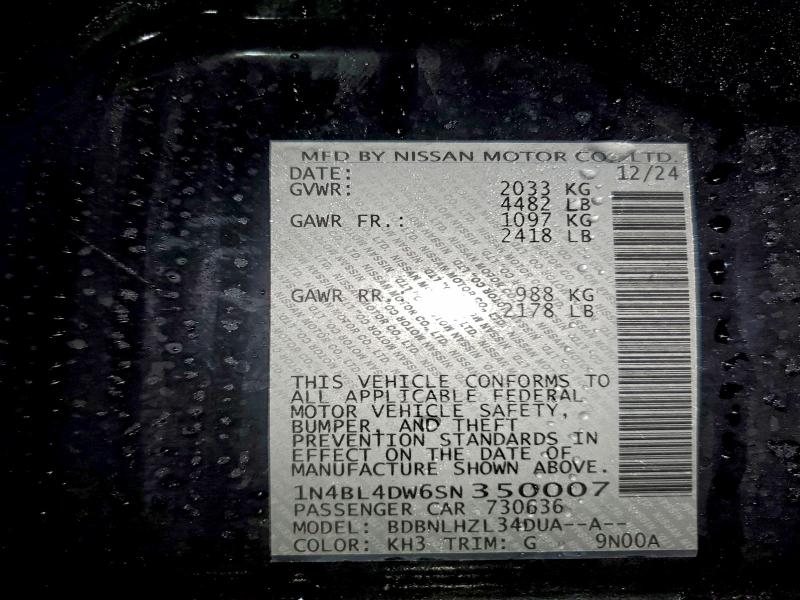 MFD BY NISSAN MOTOR CO., LTD.
DATE: 12/24
GVWR: 2033 KG
4482 LB
GAWR FR.: 1097 KG
2418 LB
GAWR RR. 988 KG
2178 LB
THIS VEHICLE CONFORMS TO
ALL APPLICABLE FEDERAL
MOTOR VEHICLE SAFETY,
BUMPER, AND THEFT
PREVENTION STANDARDS IN
EFFECT ON THE DATE OF
MANUFACTURE SHOWN ABOVE.
1N4BL4DW6SN350007
PASSENGER CAR 730636
MODEL: BDBNLHZL34DUA--A--
COLOR: KH3 TRIM: G 9N00A